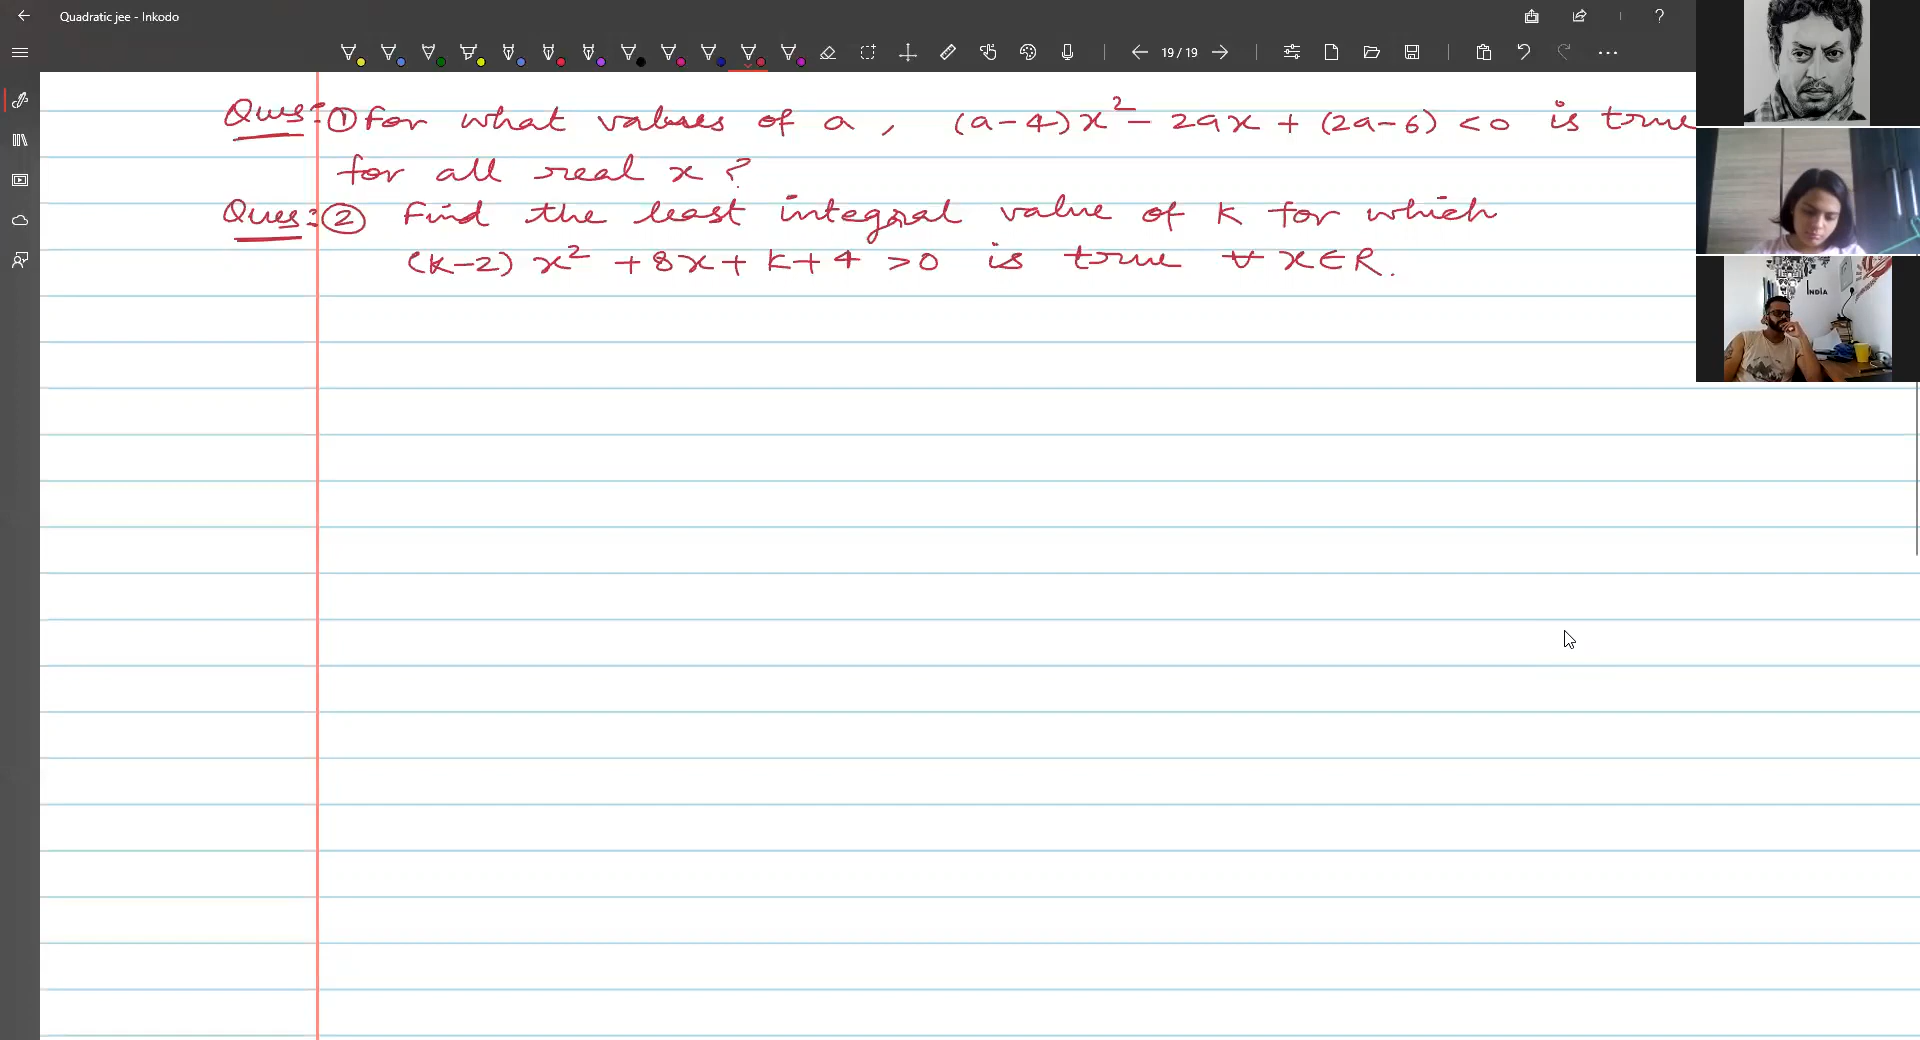 Quadratic jee - Inkodo
19 / 19
Ques: ① For what values of a, (a-4)x² - 2ax + (2a-6) <0 is true
for all real x ?
Ques: ② Find the least integral value of K for which
(K-2) x² + 8x + K + 4 >0 is true ∀ x∈R.
INDIA